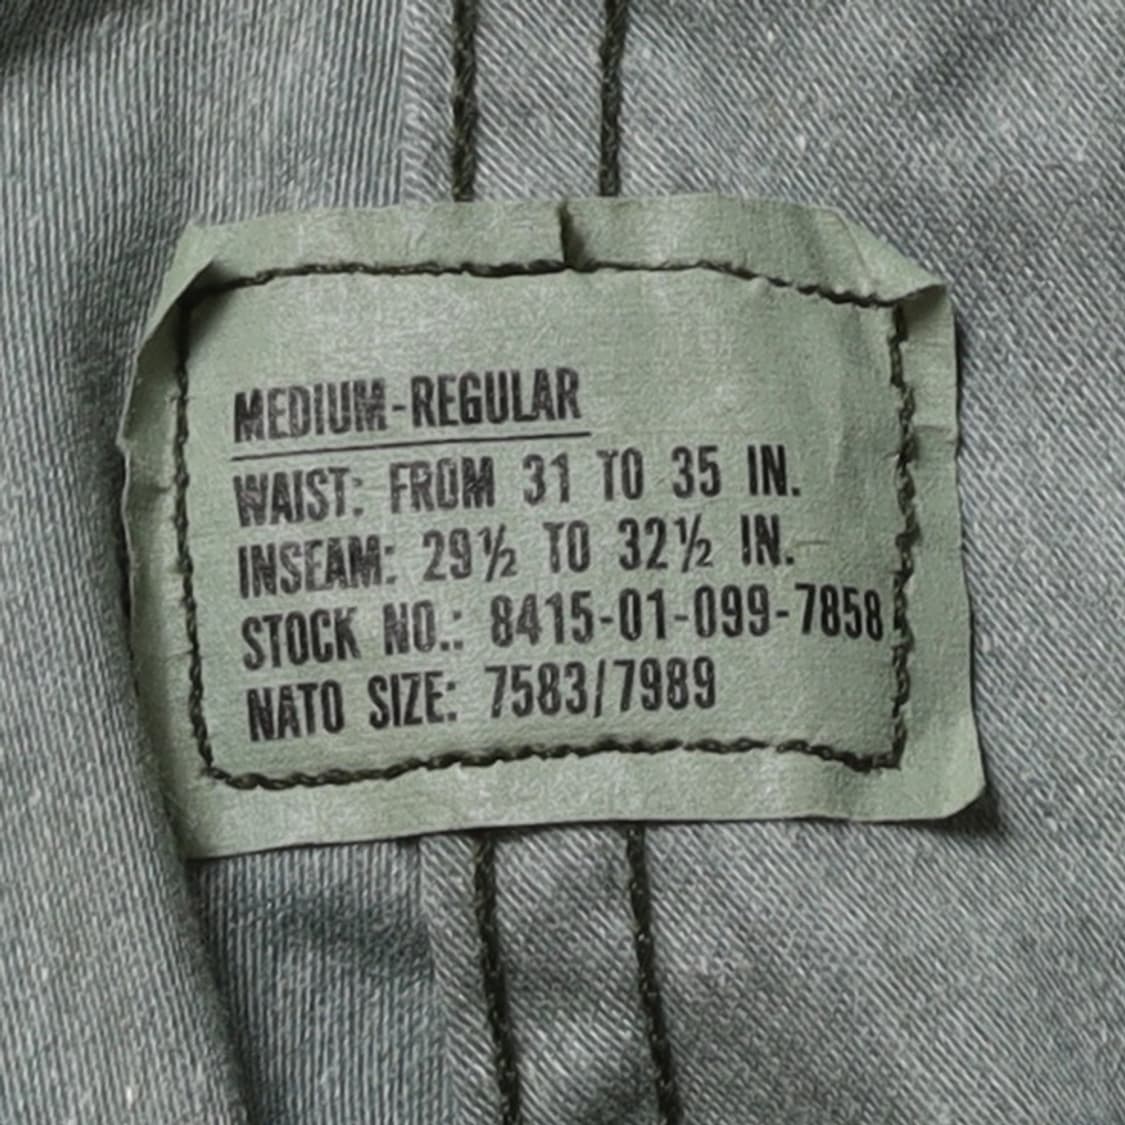 MEDIUM-REGULAR
WAIST: FROM 31 TO 35 IN.
INSEAM: 29½ TO 32½ IN.
STOCK NO.: 8415-01-099-7858
NATO SIZE: 7583/7989